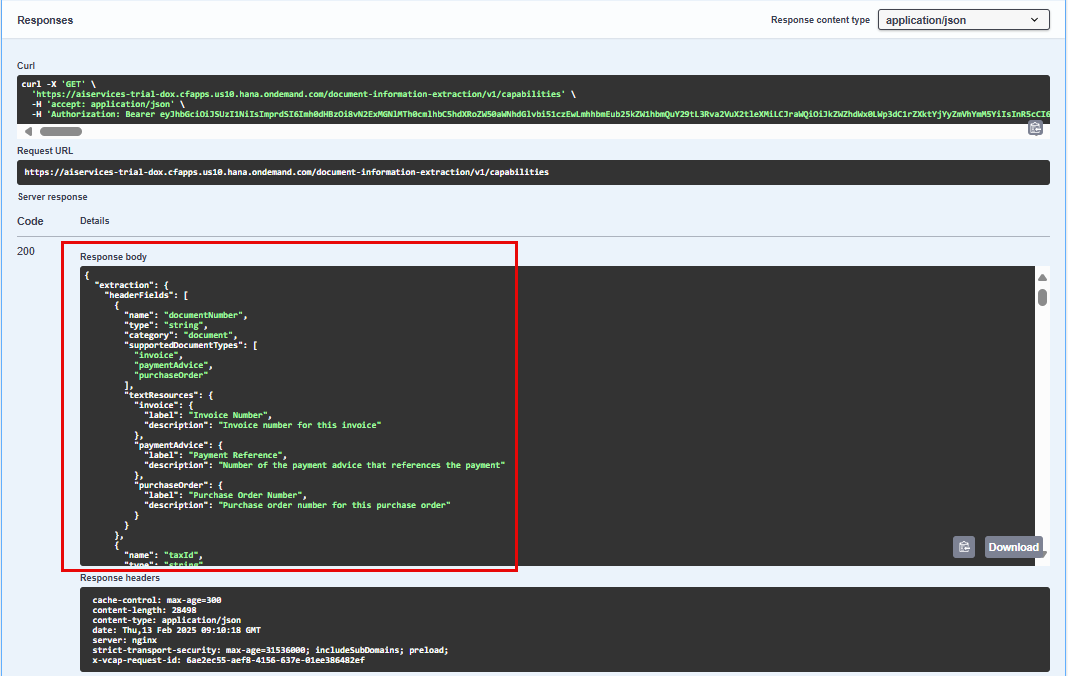 Responses
Response content type
application/json
Curl
curl -X 'GET' \
'https://aiservices-trial-dox.cfapps.us10.hana.ondemand.com/document-information-extraction/v1/capabilities' \
-H 'accept: application/json' \
-H 'Authorization: Bearer
Request URL
https://aiservices-trial-dox.cfapps.us10.hana.ondemand.com/document-information-extraction/v1/capabilities
Server response
Code Details
200
Response body
{
"extraction": {
"headerFields": [
{
"name": "documentNumber",
"type": "string",
"category": "document",
"supportedDocumentTypes": [
"invoice",
"paymentAdvice",
"purchaseOrder"
],
"textResources": {
"invoice": {
"label": "Invoice Number",
"description": "Invoice number for this invoice"
},
"paymentAdvice": {
"label": "Payment Reference",
"description": "Number of the payment advice that references the payment"
},
"purchaseOrder": {
"label": "Purchase Order Number",
"description": "Purchase order number for this purchase order"
}
}
},
{
"name": "taxId",
"type": "string"
Download
Response headers
cache-control: max-age=300
content-length: 28498
content-type: application/json
date: Thu,13 Feb 2025 09:10:18 GMT
server: nginx
strict-transport-security: max-age=31536000; includeSubDomains; preload;
x-vcap-request-id: 6ae2ec55-aef8-4156-637e-01ee386482ef